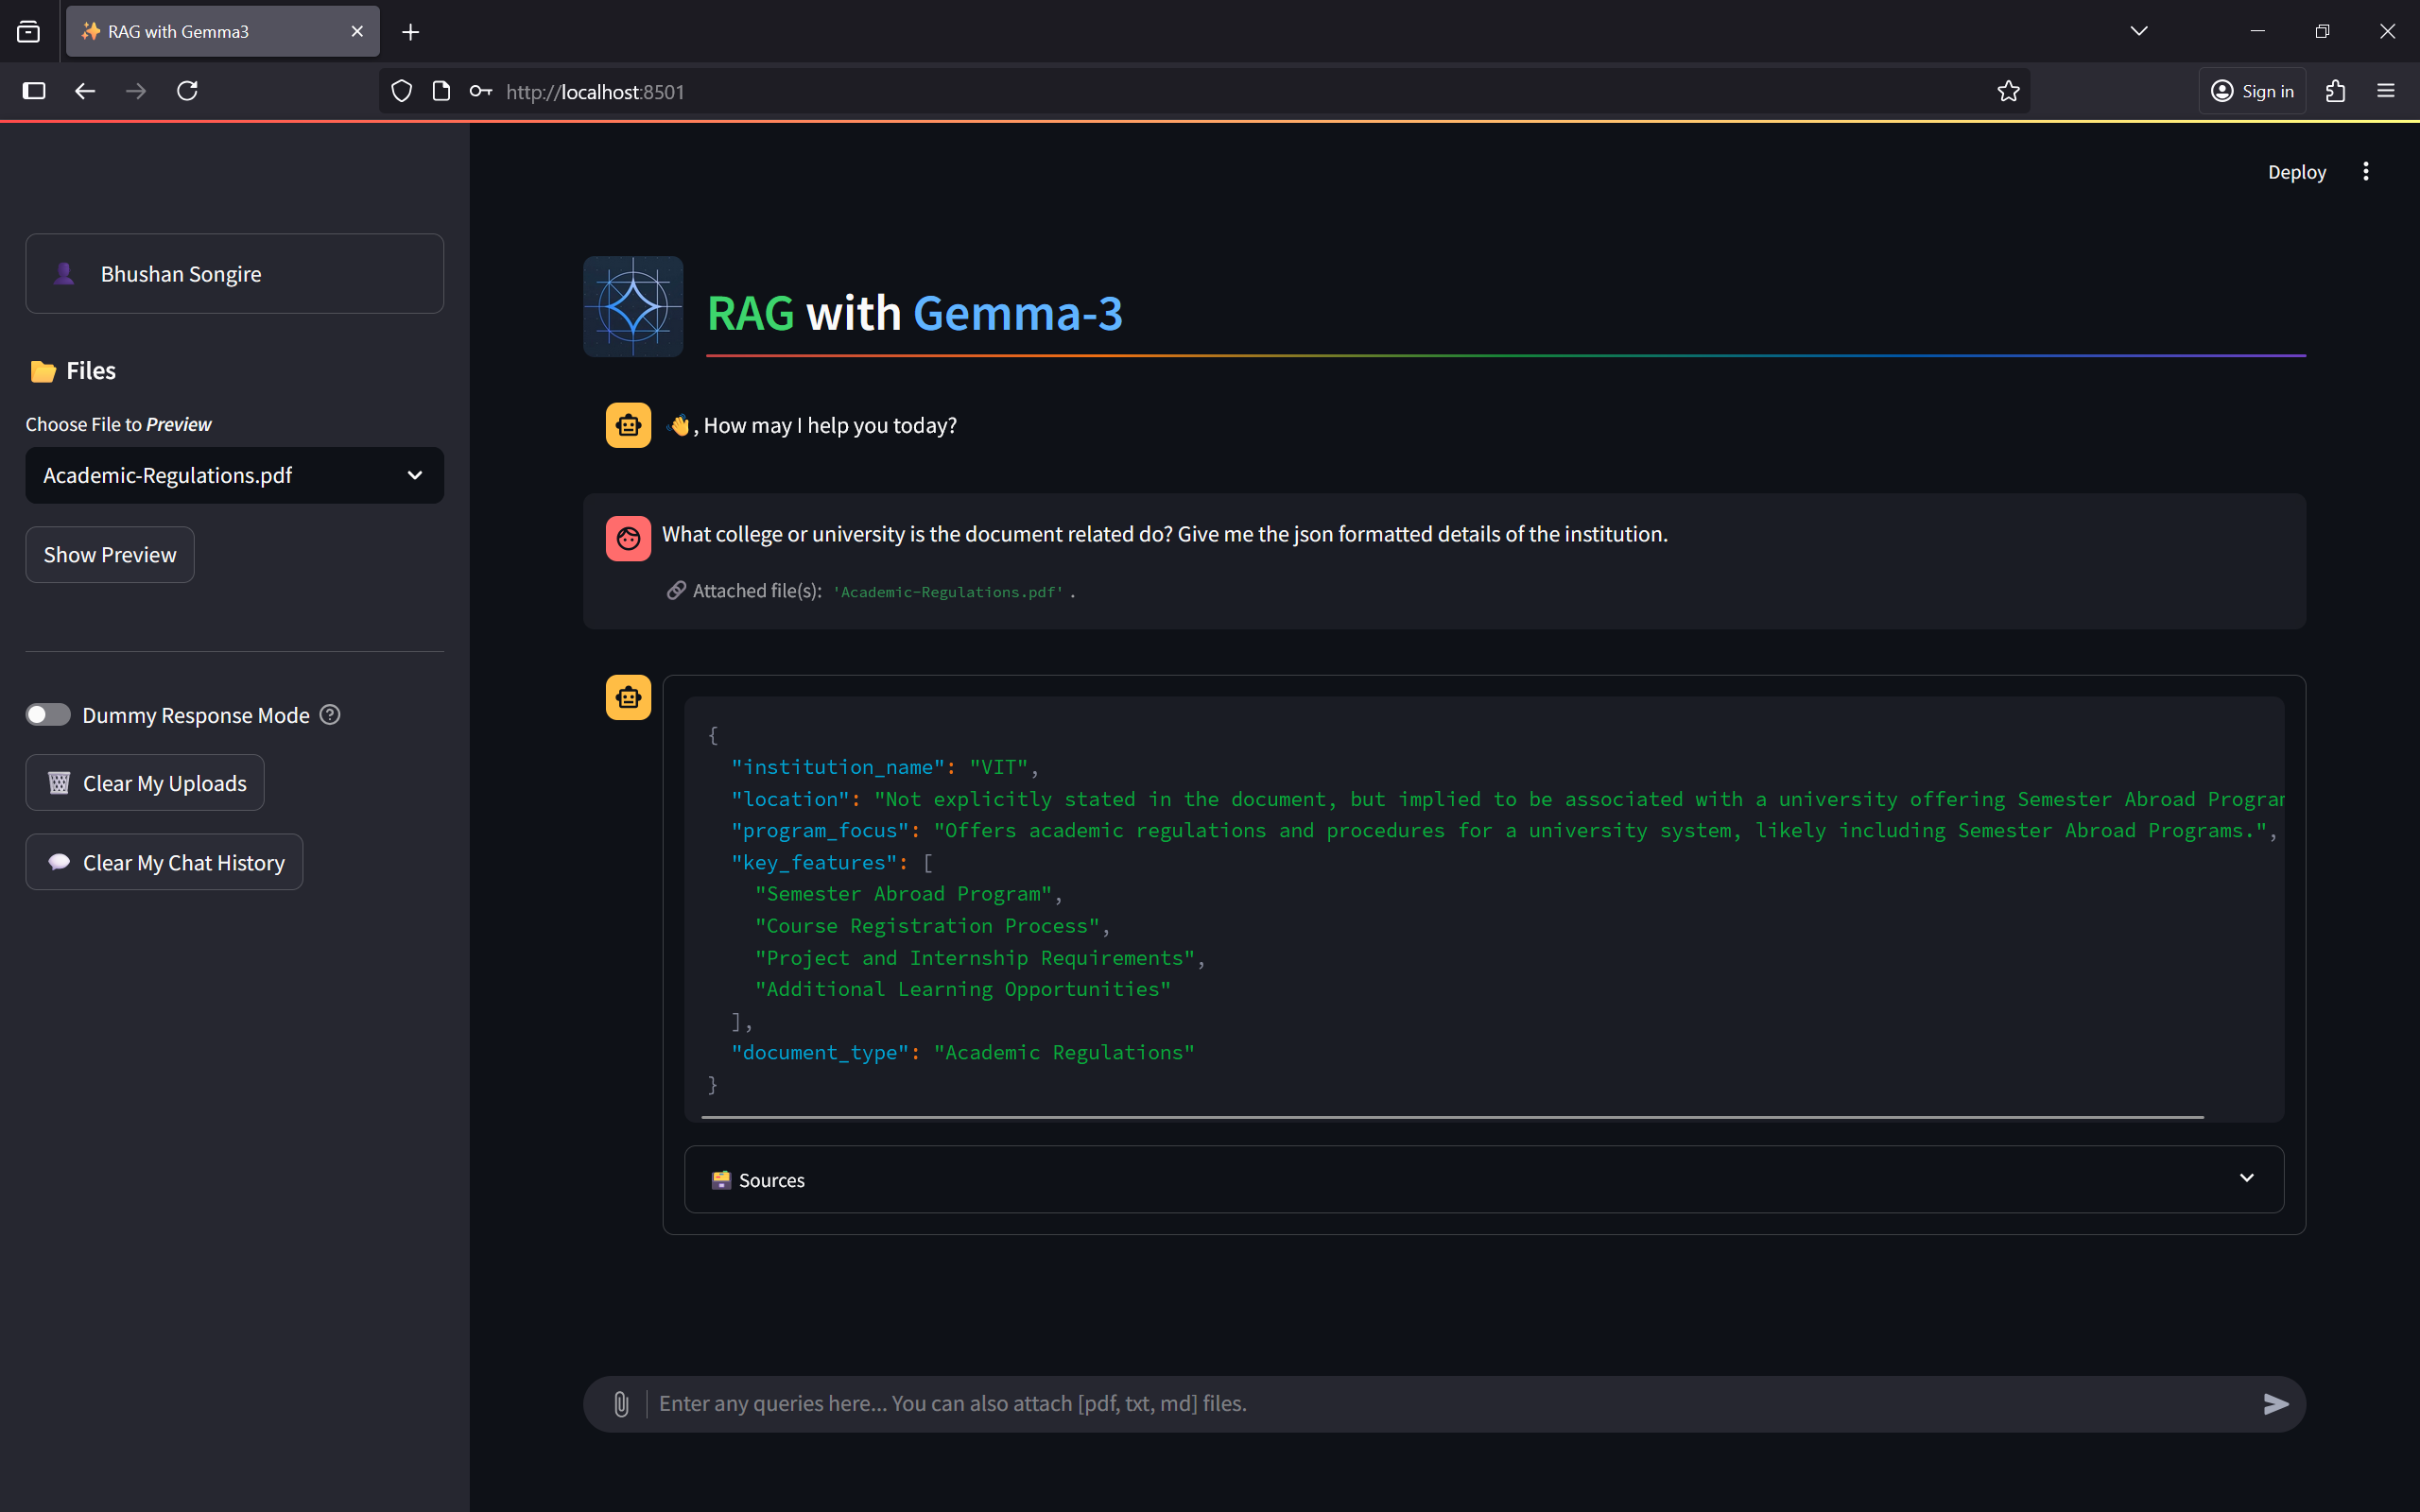 RAG with Gemma3
http://localhost:8501
Sign in
Deploy
Bhushan Songire
Files
Choose File to Preview
Academic-Regulations.pdf
Show Preview
Dummy Response Mode
Clear My Uploads
Clear My Chat History
RAG with Gemma-3
, How may I help you today?
What college or university is the document related do? Give me the json formatted details of the institution.
Attached file(s): 'Academic-Regulations.pdf' .
{
"institution_name": "VIT",
"location": "Not explicitly stated in the document, but implied to be associated with a university offering Semester Abroad
"program_focus": "Offers academic regulations and procedures for a university system, likely including Semester Abroad Programs.",
"key_features": [
"Semester Abroad Program",
"Course Registration Process",
"Project and Internship Requirements",
"Additional Learning Opportunities"
],
"document_type": "Academic Regulations"
}
Sources
Enter any queries here... You can also attach [pdf, txt, md] files.